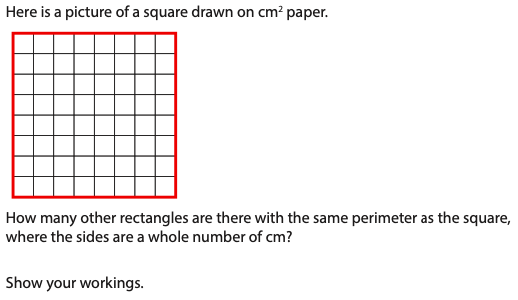 Here is a picture of a square drawn on cm² paper.
How many other rectangles are there with the same perimeter as the square,
where the sides are a whole number of cm?
Show your workings.